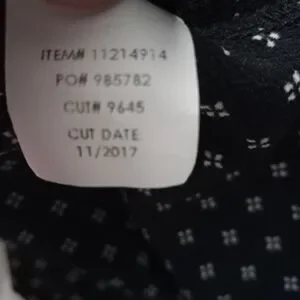 ITEM# 11214914
PO# 985782
CUT# 9645
CUT DATE:
11/2017